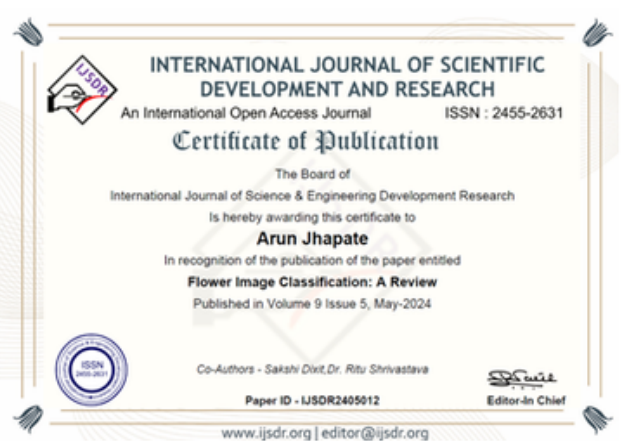 IJSDR
INTERNATIONAL JOURNAL OF SCIENTIFIC
DEVELOPMENT AND RESEARCH
An International Open Access Journal ISSN : 2455-2631
Certificate of Publication
The Board of
International Journal of Science & Engineering Development Research
Is hereby awarding this certificate to
Arun Jhapate
In recognition of the publication of the paper entitled
Flower Image Classification: A Review
Published in Volume 9 Issue 5, May-2024
ISSN
2455-2631
Co-Authors - Sakshi Dixit,Dr. Ritu Shrivastava
Paper ID - IJSDR2405012
Editor-In Chief
www.ijsdr.org | editor@ijsdr.org